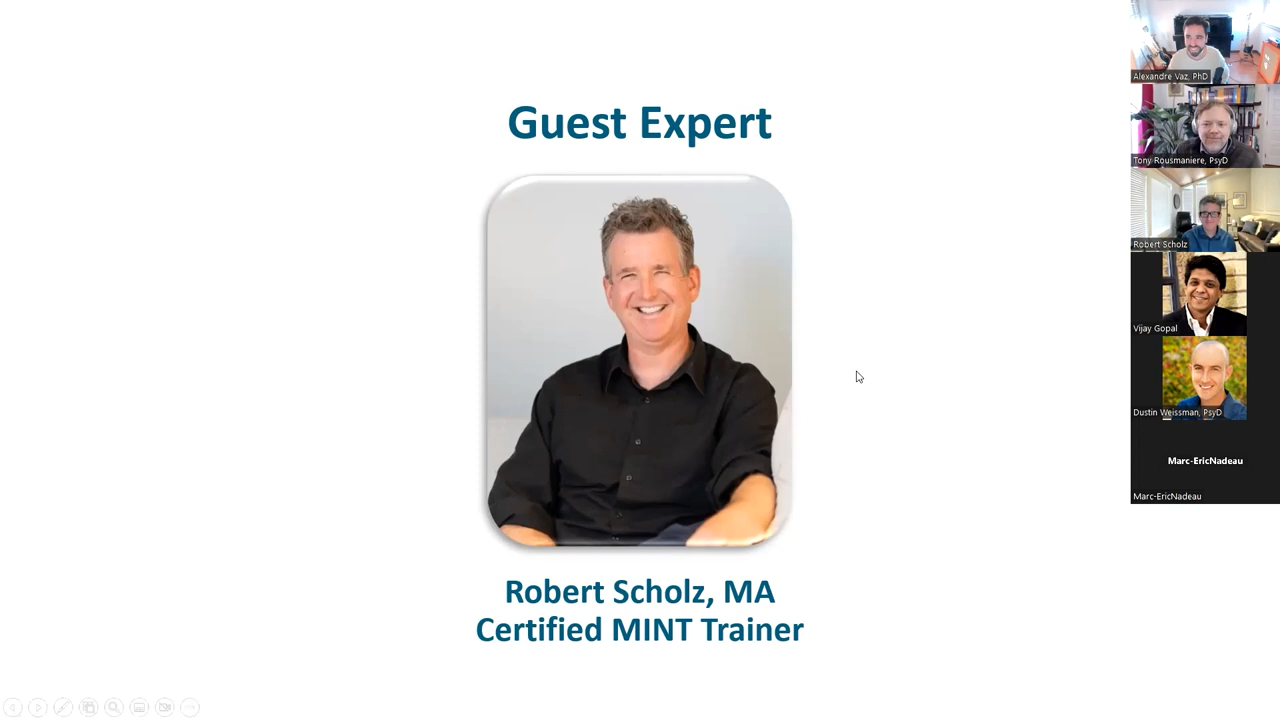 Guest Expert
Robert Scholz, MA
Certified MINT Trainer
Alexandre Vaz, PhD
Tony Rousmaniere, PsyD
Robert Scholz
Vijay Gopal
Dustin Weissman, PsyD
Marc-EricNadeau
Marc-EricNadeau